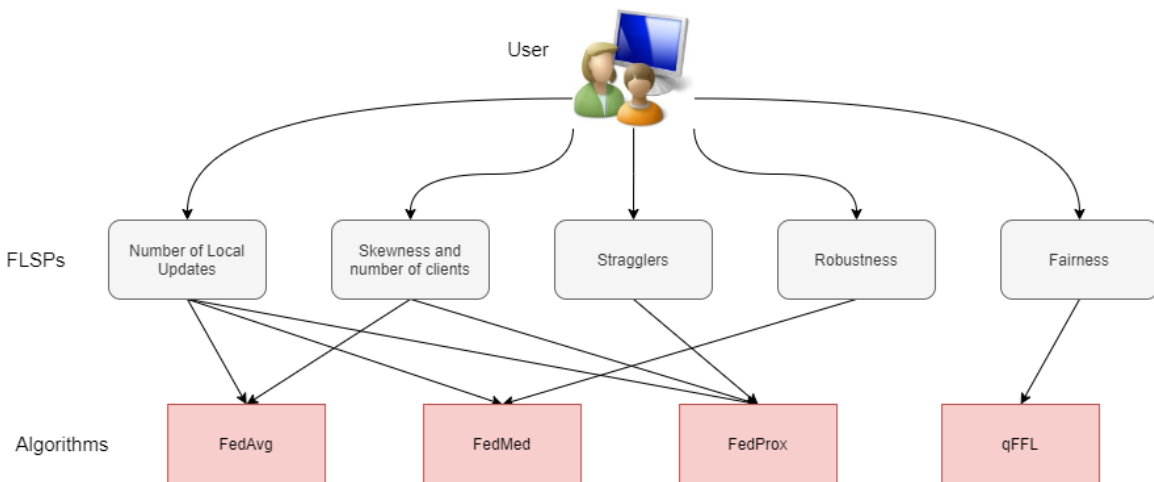 User
FLSPs
Number of Local
Updates
Skewness and
number of clients
Stragglers
Robustness
Fairness
Algorithms
FedAvg
FedMed
FedProx
qFFL